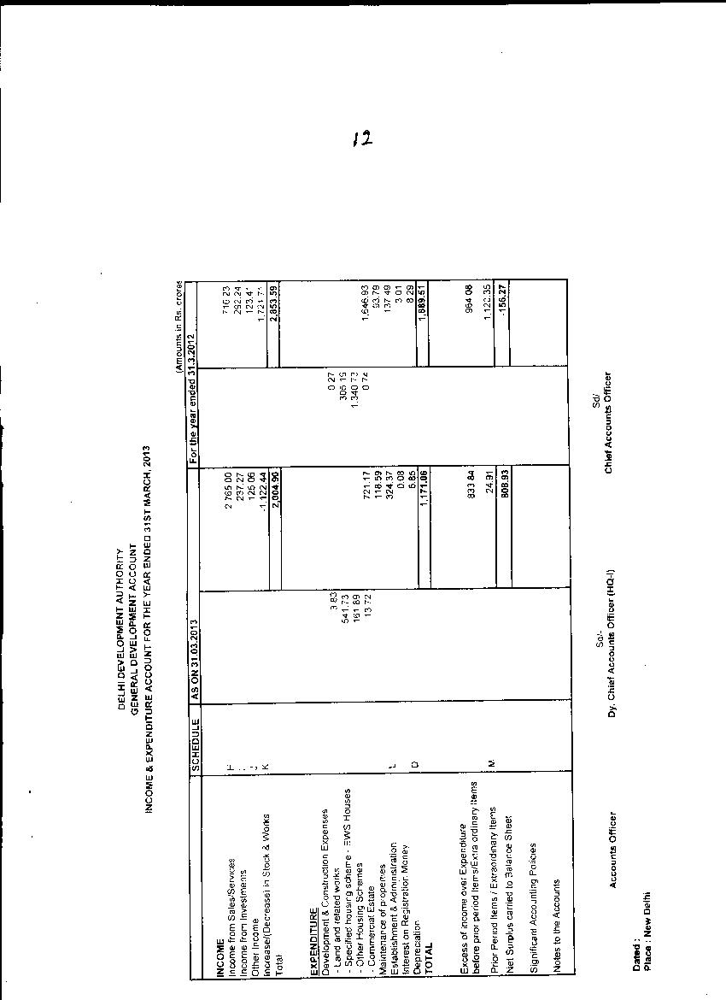 12
DELHI DEVELOPMENT AUTHORITY
GENERAL DEVELOPMENT ACCOUNT
INCOME & EXPENDITURE ACCOUNT FOR THE YEAR ENDED 31ST MARCH, 2013
(Amounts in Rs. crores
SCHEDULE AS ON 31.03.2013 For the year ended 31.3.2012
INCOME
Income from Sales/Services 2 765 00 716 23
Income from Investments 237.27 292.24
Other Income 125 06 123.41
Increase/(Decrease) in Stock & Works K -1,122.44 1,721 71
Total 2,004.90 2,853.59
EXPENDITURE
Development & Construction Expenses
- Land and related works 3.83 0 27
- Specified housing scheme - EWS Houses 541.73 305 19
- Other Housing Schemes 161 89 1,340 73
- Commercial Estate 13.72 721.17 0 74 1,646.93
Maintenance of properties 118.59 93.79
Establishment & Administration L 324.37 137 49
Interest on Registration Money 0.08 3 01
Depreciation D 6.85 8 29
TOTAL 1,171.06 1,889.51
Excess of income over Expenditure
before prior period Items/Extra ordinary Items 833 84 964 08
Prior Period Items / Extraordinary Items M 24.91 1,120.35
Net Surplus carried to Balance Sheet 808.93 -156.27
Significant Accounting Policies
Notes to the Accounts
Sd/- Sd/
Accounts Officer Dy. Chief Accounts Officer (HQ-I) Chief Accounts Officer
Dated :
Place : New Delhi